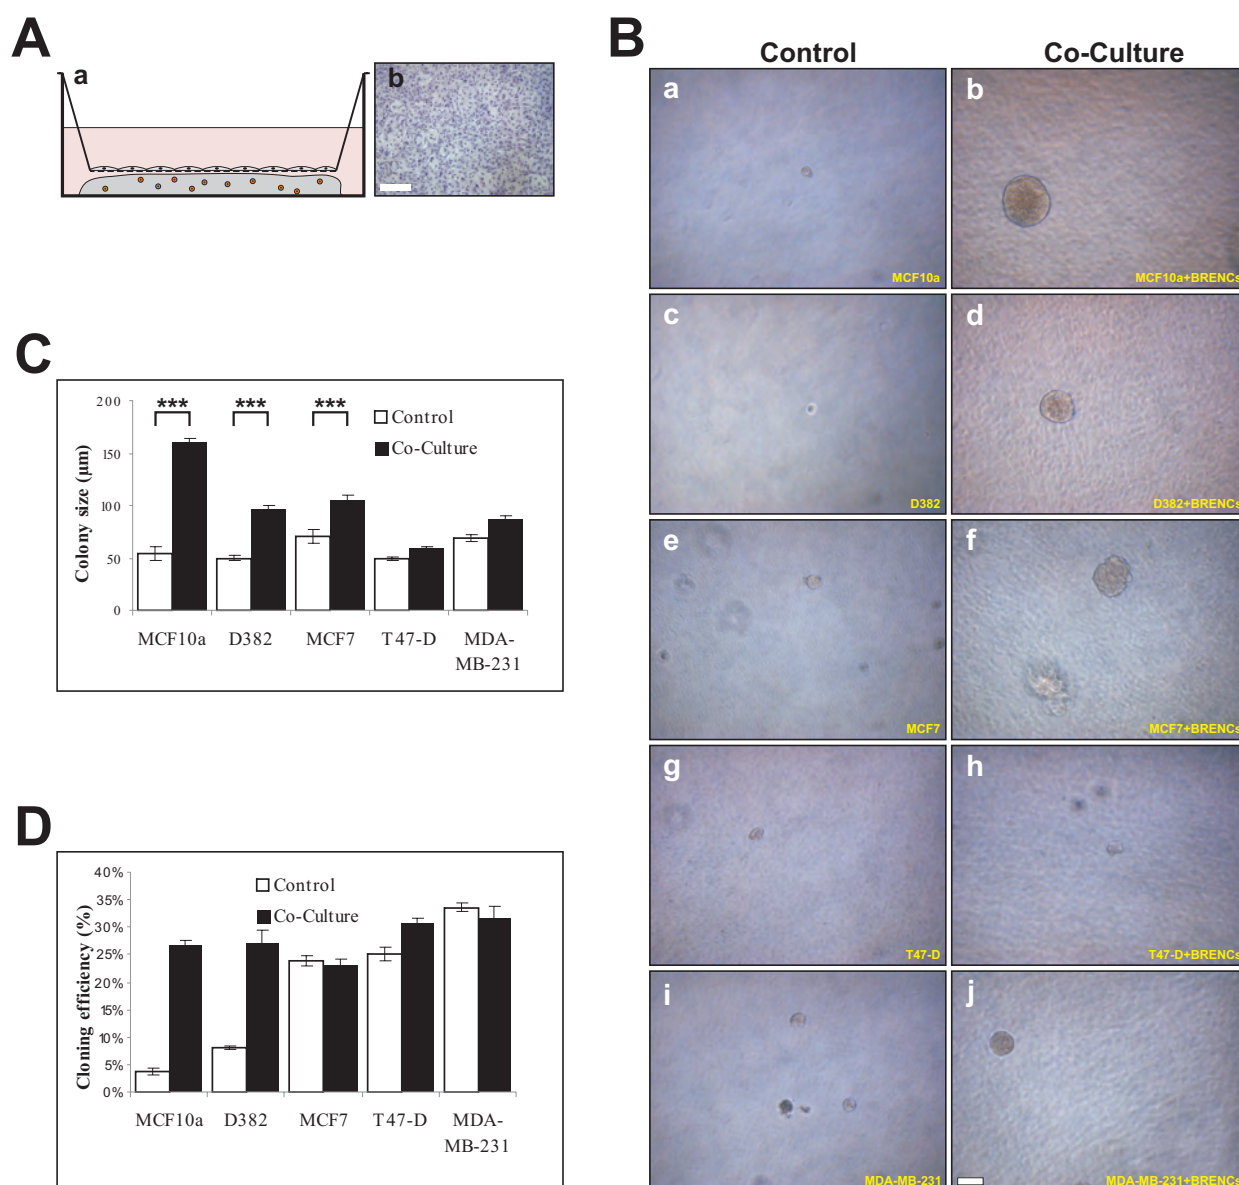 A
a
b
B
Control
Co-Culture
a
MCF10a
b
MCF10a+BRENCs
c
D382
d
D382+BRENCs
e
MCF7
f
MCF7+BRENCs
g
T47-D
h
T47-D+BRENCs
i
MDA-MB-231
j
MDA-MB-231+BRENCs
C
Colony size (µm)
200
150
100
50
0
***
***
***
Control
Co-Culture
MCF10a
D382
MCF7
T47-D
MDA-
MB-231
D
Cloning efficiency (%)
40%
35%
30%
25%
20%
15%
10%
5%
0%
Control
Co-Culture
MCF10a
D382
MCF7
T47-D
MDA-
MB-231